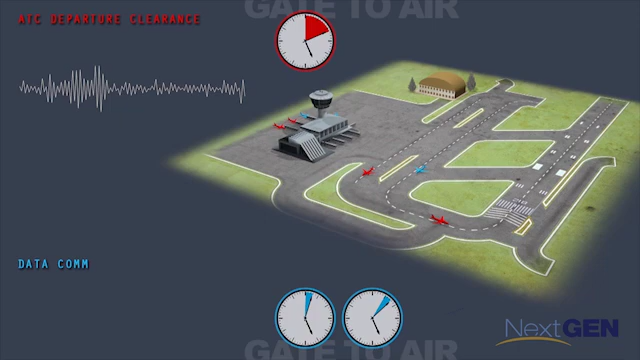 GATE TO AIR
ATC DEPARTURE CLEARANCE
DATA COMM
NextGEN
GATE TO AIR